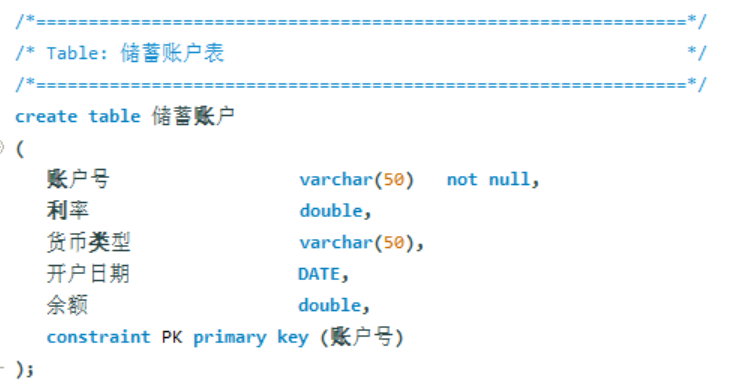 /*==============================================================*/
/* Table: 储蓄账户表 */
/*==============================================================*/
create table 储蓄账户
(
账户号 varchar(50) not null,
利率 double,
货币类型 varchar(50),
开户日期 DATE,
余额 double,
constraint PK primary key (账户号)
);